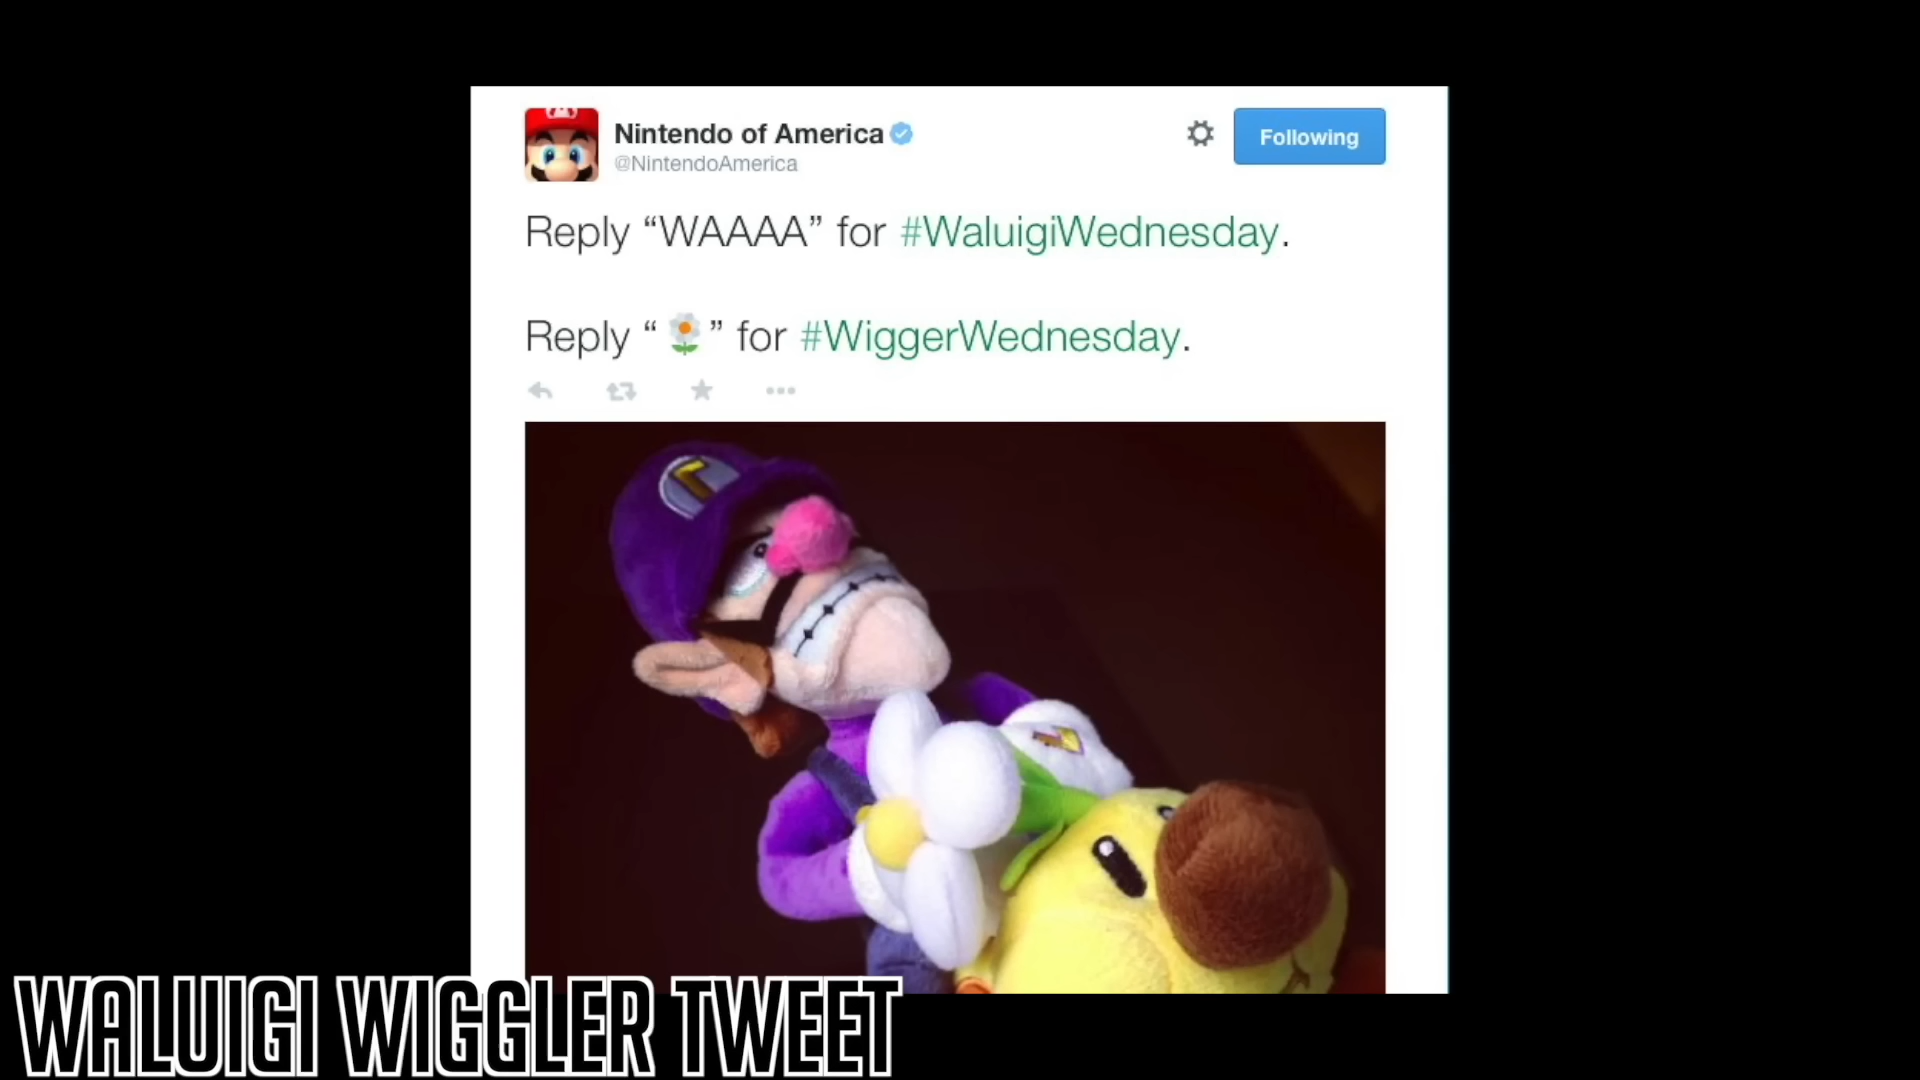 Nintendo of America
@NintendoAmerica
Following
Reply “WAAAA” for #WaluigiWednesday.
Reply “🌼” for #WiggerWednesday.
WALUIGI WIGGLER TWEET